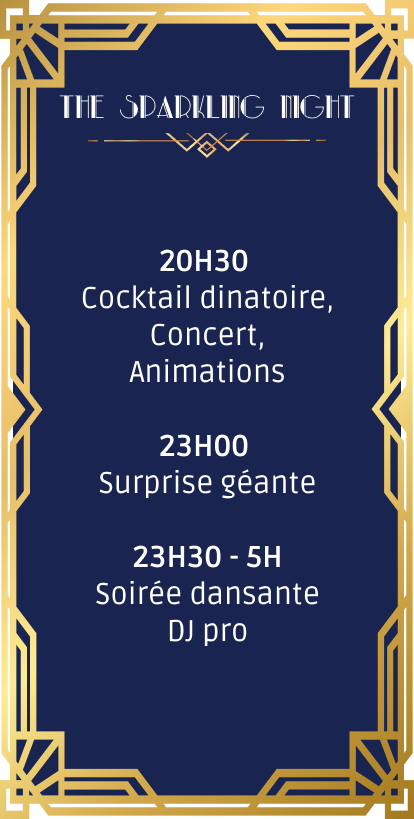 THE SPARKLING NIGHT
20H30
Cocktail dinatoire,
Concert,
Animations
23H00
Surprise géante
23H30 - 5H
Soirée dansante
DJ pro